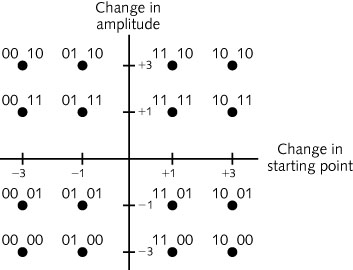 Change in
amplitude
00 10 01 10 11 10 10 10
+3
00 11 01 11 11 11 10 11
+1
Change in
starting point
−3 −1 +1 +3
00 01 01 01 11 01 10 01
−1
00 00 01 00 11 00 10 00
−3